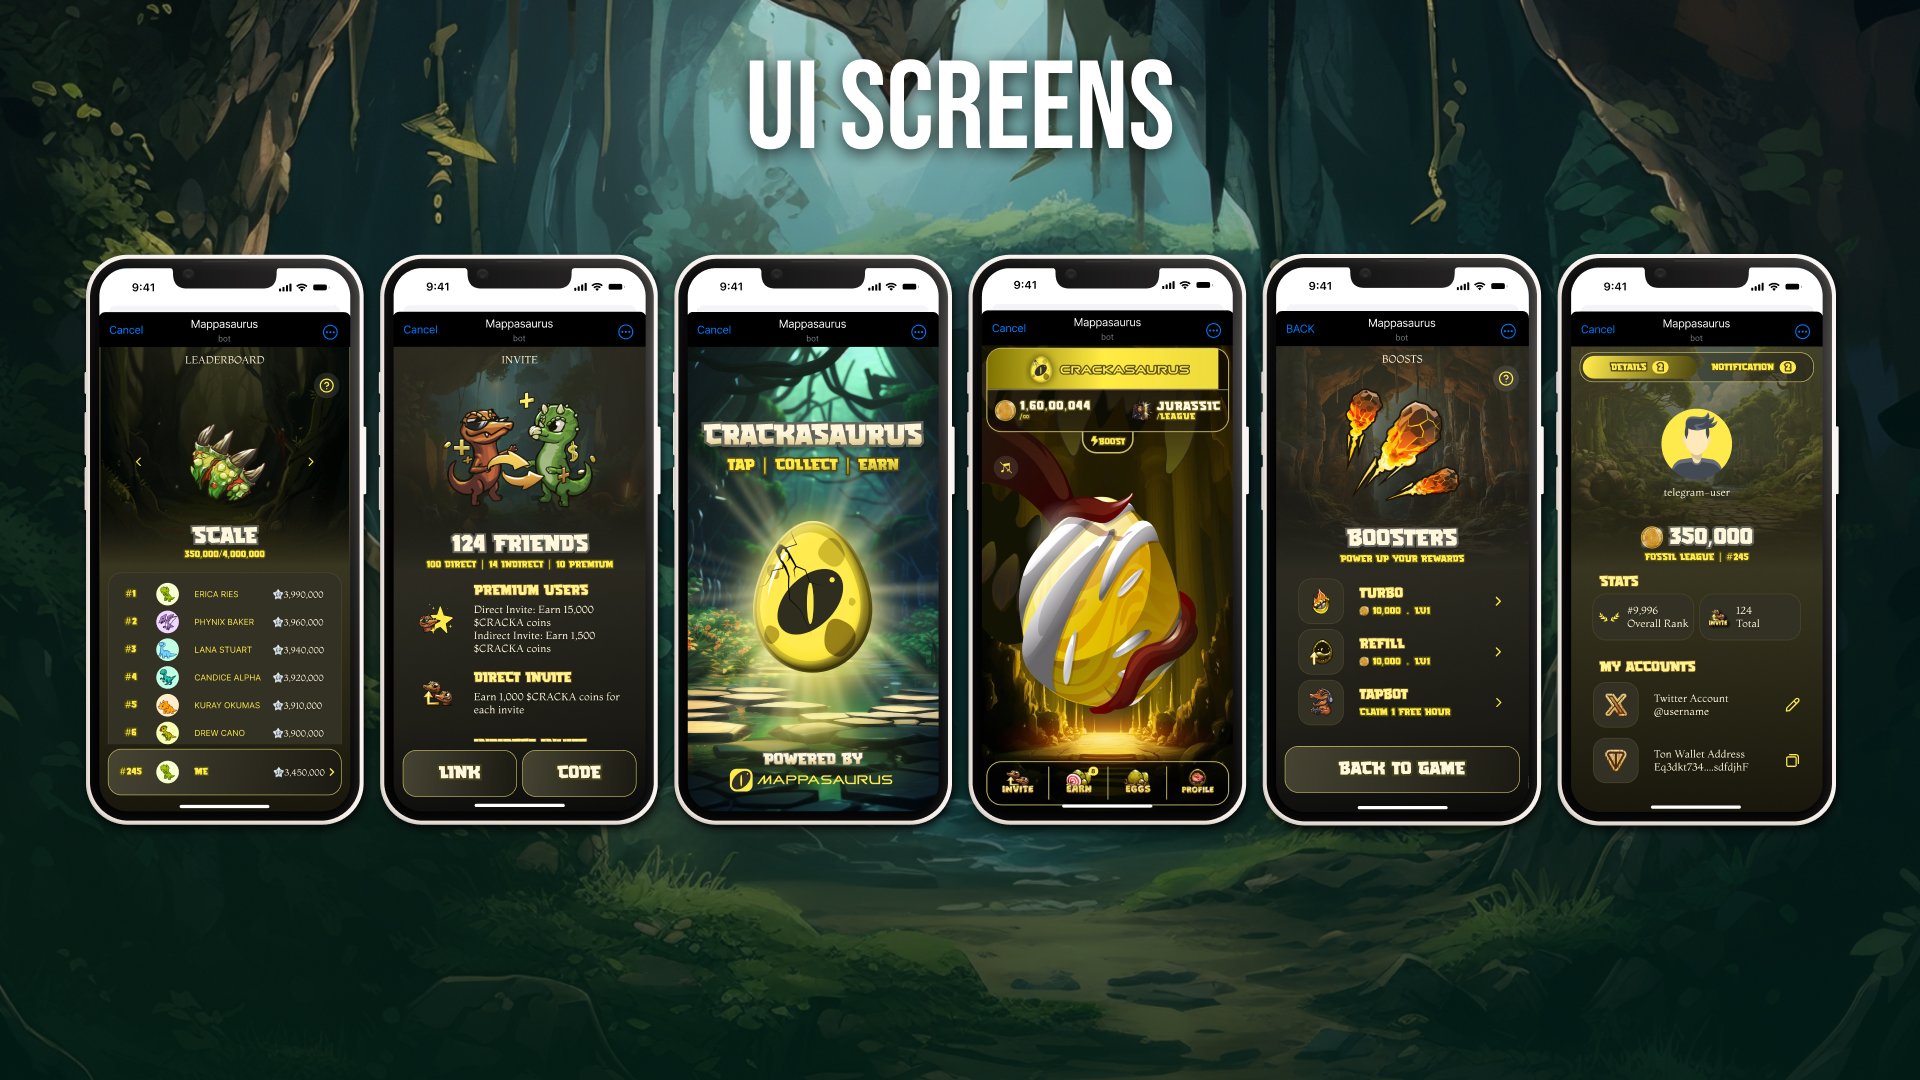 UI SCREENS
9:41
Cancel
Mappasaurus
bot
LEADERBOARD
SCALE
350,000/4,000,000
#1 ERICA RIES 3,990,000
#2 PHYNIX BAKER 3,960,000
#3 LANA STUART 3,940,000
#4 CANDICE ALPHA 3,920,000
#5 KURAY OKUMAS 3,910,000
#6 DREW CANO 3,900,000
#245 ME 3,450,000
9:41
Cancel
Mappasaurus
bot
INVITE
124 FRIENDS
100 DIRECT | 14 INDIRECT | 10 PREMIUM
PREMIUM USERS
Direct Invite: Earn 15,000
$CRACKA coins
Indirect Invite: Earn 1,500
$CRACKA coins
DIRECT INVITE
Earn 1,000 $CRACKA coins for
each invite
LINK
CODE
9:41
Cancel
Mappasaurus
bot
CRACKASAURUS
TAP | COLLECT | EARN
POWERED BY
MAPPASAURUS
9:41
Cancel
Mappasaurus
bot
CRACKASAURUS
1,60,00,044
/∞
JURASSIC
/LEAGUE
BOOST
INVITE
EARN
EGGS
PROFILE
9:41
BACK
Mappasaurus
bot
BOOSTS
BOOSTERS
POWER UP YOUR REWARDS
TURBO
10,000 . LVL1
REFILL
10,000 . LVL1
TAPBOT
CLAIM 1 FREE HOUR
BACK TO GAME
9:41
Cancel
Mappasaurus
bot
DETAILS 2
NOTIFICATION 2
telegram-user
350,000
FOSSIL LEAGUE | #245
STATS
#9,996
Overall Rank
INVITE
124
Total
MY ACCOUNTS
Twitter Account
@username
Ton Wallet Address
Eq3dkt734....sdfdjhF